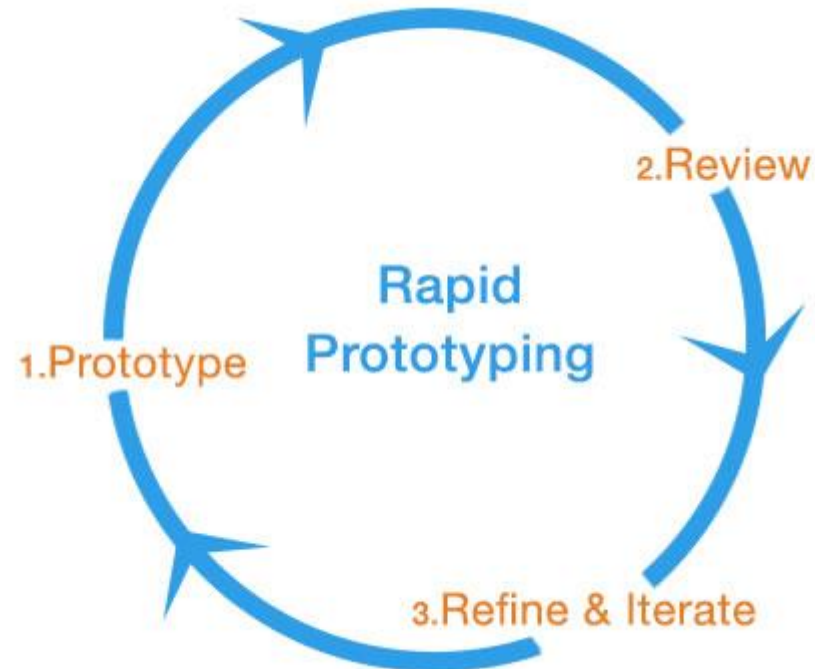 2.Review
Rapid
Prototyping
1.Prototype
3.Refine & Iterate